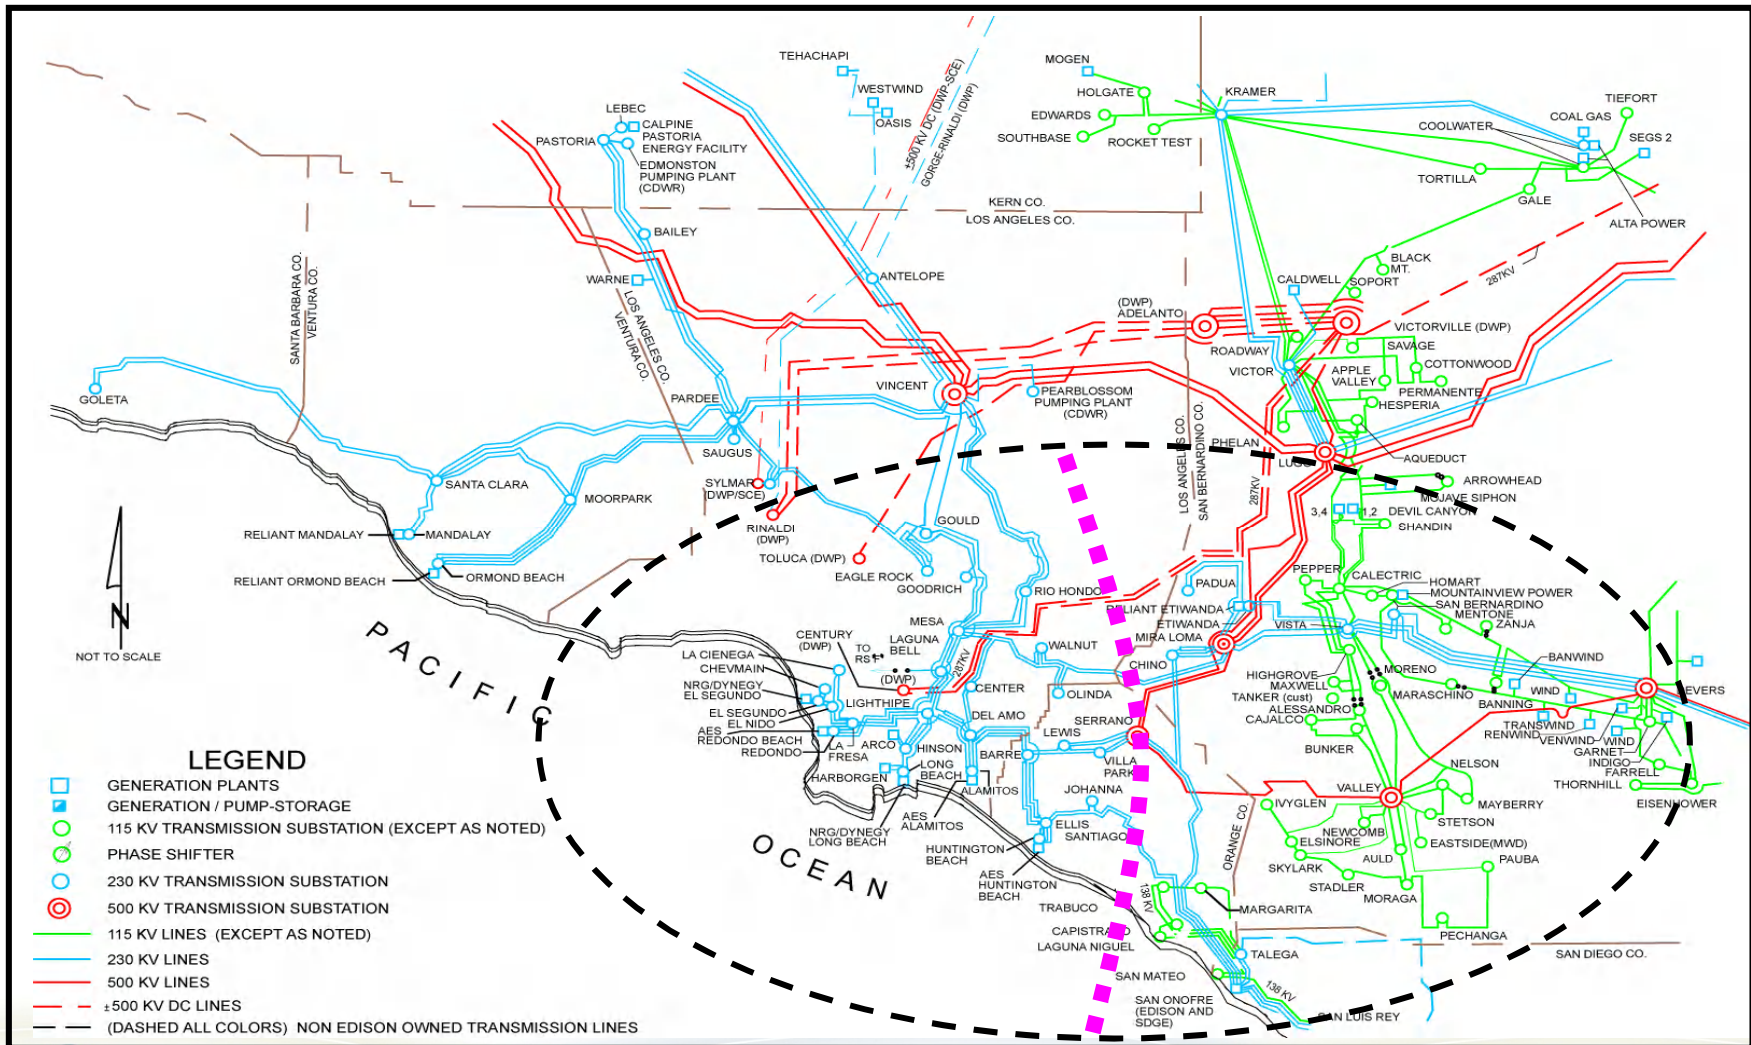 TEHACHAPI
WESTWIND
OASIS
±500 KV DC (DWP-SCE)
GORGE-RINALDI (DWP)
MOGEN
HOLGATE
EDWARDS
SOUTHBASE
ROCKET TEST
KRAMER
TIEFORT
COAL GAS
COOLWATER
SEGS 2
TORTILLA
GALE
ALTA POWER
LEBEC
CALPINE
PASTORIA
ENERGY FACILITY
PASTORIA
EDMONSTON
PUMPING PLANT
(CDWR)
KERN CO.
LOS ANGELES CO.
BAILEY
WARNE
SANTA BARBARA CO.
VENTURA CO.
LOS ANGELES CO.
VENTURA CO.
ANTELOPE
BLACK
MT.
CALDWELL
SOPORT
287KV
(DWP)
ADELANTO
VICTORVILLE (DWP)
ROADWAY
SAVAGE
VICTOR
APPLE
VALLEY
COTTONWOOD
PERMANENTE
HESPERIA
GOLETA
PARDEE
VINCENT
PEARBLOSSOM
PUMPING PLANT
(CDWR)
LOS ANGELES CO.
SAN BERNARDINO CO.
PHELAN
LUGO
AQUEDUCT
SAUGUS
SANTA CLARA
MOORPARK
SYLMAR
(DWP/SCE)
287KV
ARROWHEAD
MOJAVE SIPHON
3,4
1,2
DEVIL CANYON
SHANDIN
RELIANT MANDALAY
MANDALAY
RINALDI
(DWP)
GOULD
TOLUCA (DWP)
RELIANT ORMOND BEACH
ORMOND BEACH
EAGLE ROCK
GOODRICH
RIO HONDO
PADUA
PEPPER
CALECTRIC
HOMART
MOUNTAINVIEW POWER
SAN BERNARDINO
MENTONE
ZANJA
N
NOT TO SCALE
PACIFIC
OCEAN
MESA
RELIANT ETIWANDA
ETIWANDA
MIRA LOMA
VISTA
CENTURY
(DWP)
TO
RS
LAGUNA
BELL
287KV
(DWP)
WALNUT
CHINO
LA CIENEGA
CHEVMAIN
NRG/DYNEGY
EL SEGUNDO
EL SEGUNDO
EL NIDO
LIGHTHIPE
CENTER
OLINDA
HIGHGROVE
MAXWELL
TANKER (cust)
ALESSANDRO
CAJALCO
MORENO
MARASCHINO
BANWIND
WIND
BANNING
DEVERS
AES
REDONDO BEACH
REDONDO
LA
FRESA
ARCO
DEL AMO
SERRANO
LEWIS
HINSON
BARRE
VILLA
PARK
BUNKER
TRANSWIND
RENWIND
VENWIND
WIND
GARNET
INDIGO
FARRELL
HARBORGEN
LONG
BEACH
ALAMITOS
JOHANNA
NELSON
VALLEY
THORNHILL
EISENHOWER
AES
ALAMITOS
NRG/DYNEGY
LONG BEACH
ELLIS
SANTIAGO
HUNTINGTON
BEACH
AES
HUNTINGTON
BEACH
IVYGLEN
MAYBERRY
NEWCOMB
STETSON
ELSINORE
EASTSIDE(MWD)
ORANGE CO.
SKYLARK
AULD
PAUBA
STADLER
MORAGA
TRABUCO
138 KV
MARGARITA
CAPISTRANO
LAGUNA NIGUEL
PECHANGA
TALEGA
SAN DIEGO CO.
SAN MATEO
138 KV
SAN ONOFRE
(EDISON AND
SDGE)
SAN LUIS REY
LEGEND
GENERATION PLANTS
GENERATION / PUMP-STORAGE
115 KV TRANSMISSION SUBSTATION (EXCEPT AS NOTED)
PHASE SHIFTER
230 KV TRANSMISSION SUBSTATION
500 KV TRANSMISSION SUBSTATION
115 KV LINES (EXCEPT AS NOTED)
230 KV LINES
500 KV LINES
±500 KV DC LINES
(DASHED ALL COLORS) NON EDISON OWNED TRANSMISSION LINES